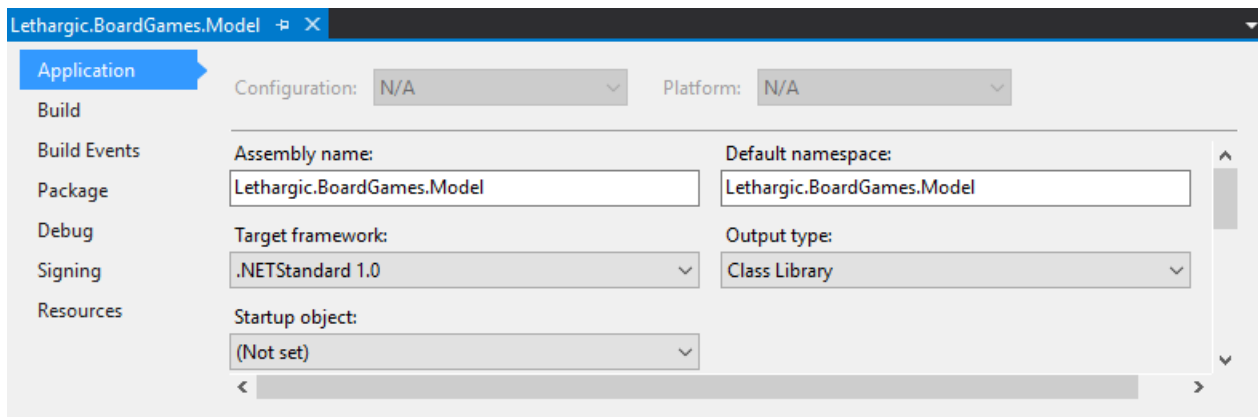 Lethargic.BoardGames.Model
Application
Build
Build Events
Package
Debug
Signing
Resources
Configuration: N/A Platform: N/A
Assembly name: Default namespace:
Lethargic.BoardGames.Model Lethargic.BoardGames.Model
Target framework: Output type:
.NETStandard 1.0 Class Library
Startup object:
(Not set)